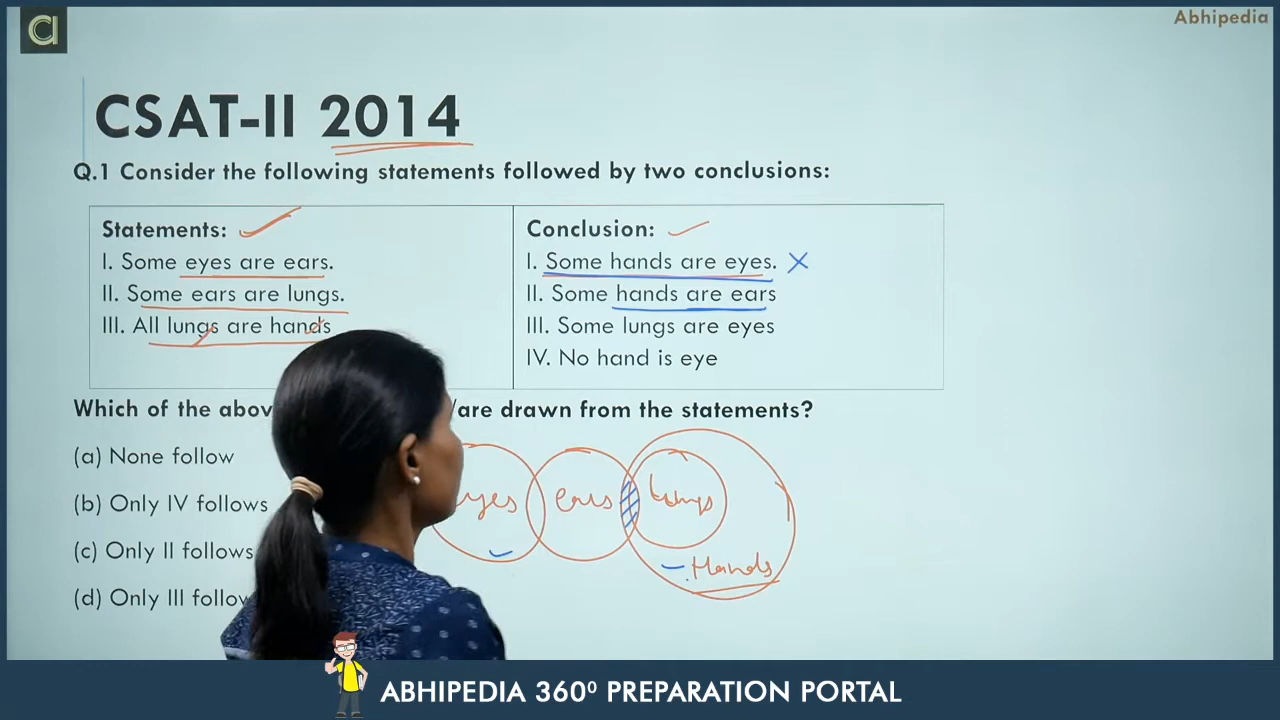 Abhipedia
CSAT-II 2014
Q.1 Consider the following statements followed by two conclusions:
Statements:
I. Some eyes are ears.
II. Some ears are lungs.
III. All lungs are hands
Conclusion:
I. Some hands are eyes.
II. Some hands are ears
III. Some lungs are eyes
IV. No hand is eye
Which of the abov /are drawn from the statements?
(a) None follow
(b) Only IV follows
(c) Only II follows
(d) Only III follow
eyes ears lungs
Hands
ABHIPEDIA 360⁰ PREPARATION PORTAL